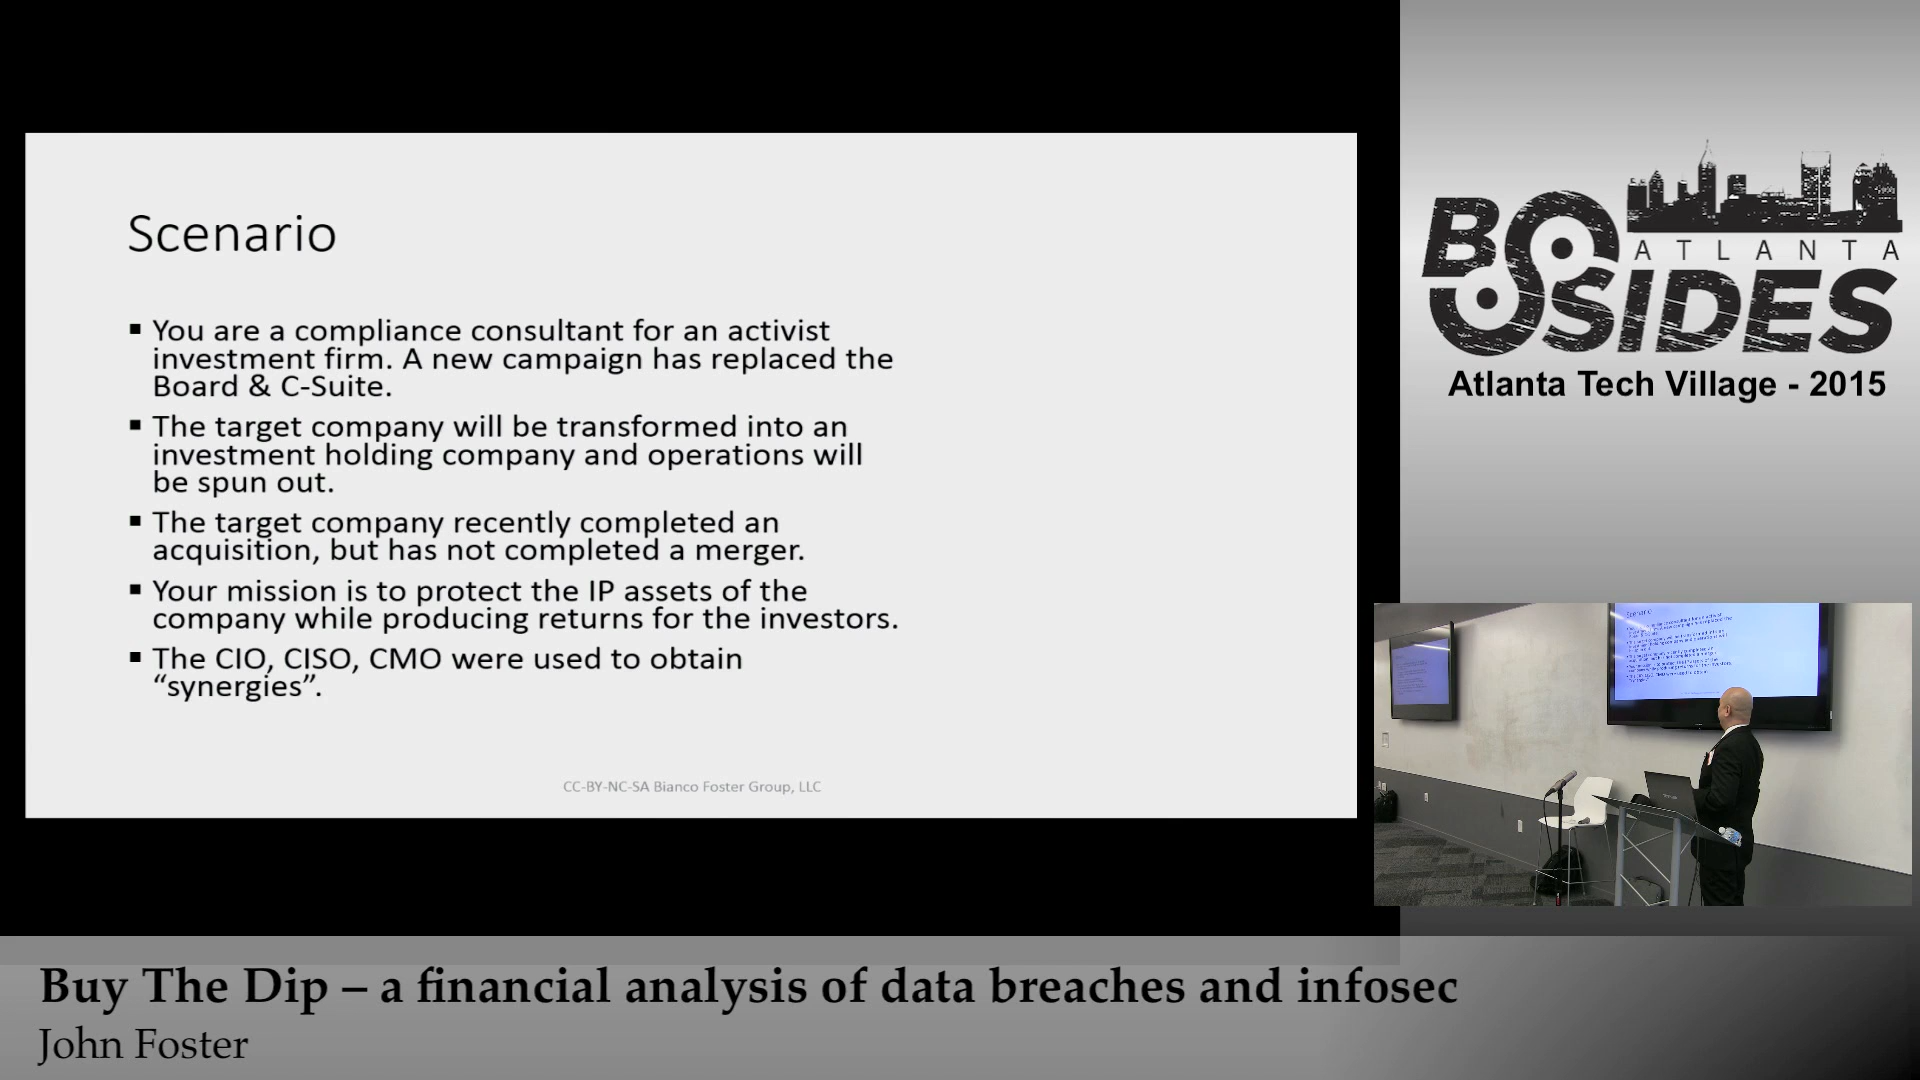 Scenario
▪ You are a compliance consultant for an activist
investment firm. A new campaign has replaced the
Board & C-Suite.
▪ The target company will be transformed into an
investment holding company and operations will
be spun out.
▪ The target company recently completed an
acquisition, but has not completed a merger.
▪ Your mission is to protect the IP assets of the
company while producing returns for the investors.
▪ The CIO, CISO, CMO were used to obtain
“synergies”.
CC-BY-NC-SA Bianco Foster Group, LLC
BSIDES
ATLANTA
Atlanta Tech Village - 2015
Scenario
Buy The Dip – a financial analysis of data breaches and infosec
John Foster